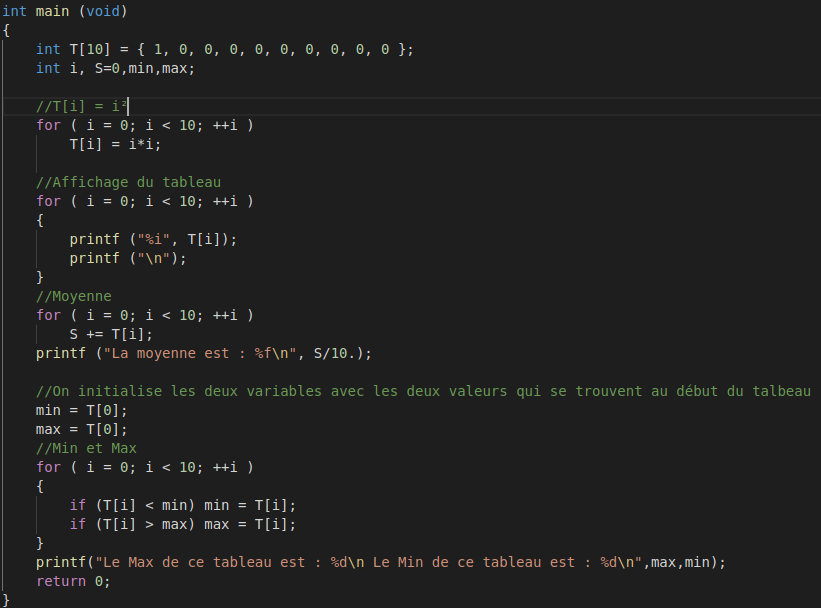 int main (void)
{
    int T[10] = { 1, 0, 0, 0, 0, 0, 0, 0, 0, 0 };
    int i, S=0,min,max;

    //T[i] = i²
    for ( i = 0; i < 10; ++i )
        T[i] = i*i;

    //Affichage du tableau
    for ( i = 0; i < 10; ++i )
    {
        printf ("%i", T[i]);
        printf ("\n");
    }
    //Moyenne
    for ( i = 0; i < 10; ++i )
        S += T[i];
    printf ("La moyenne est : %f\n", S/10.);

    //On initialise les deux variables avec les deux valeurs qui se trouvent au début du talbeau
    min = T[0];
    max = T[0];
    //Min et Max
    for ( i = 0; i < 10; ++i )
    {
        if (T[i] < min) min = T[i];
        if (T[i] > max) max = T[i];
    }
    printf("Le Max de ce tableau est : %d\n Le Min de ce tableau est : %d\n",max,min);
    return 0;
}